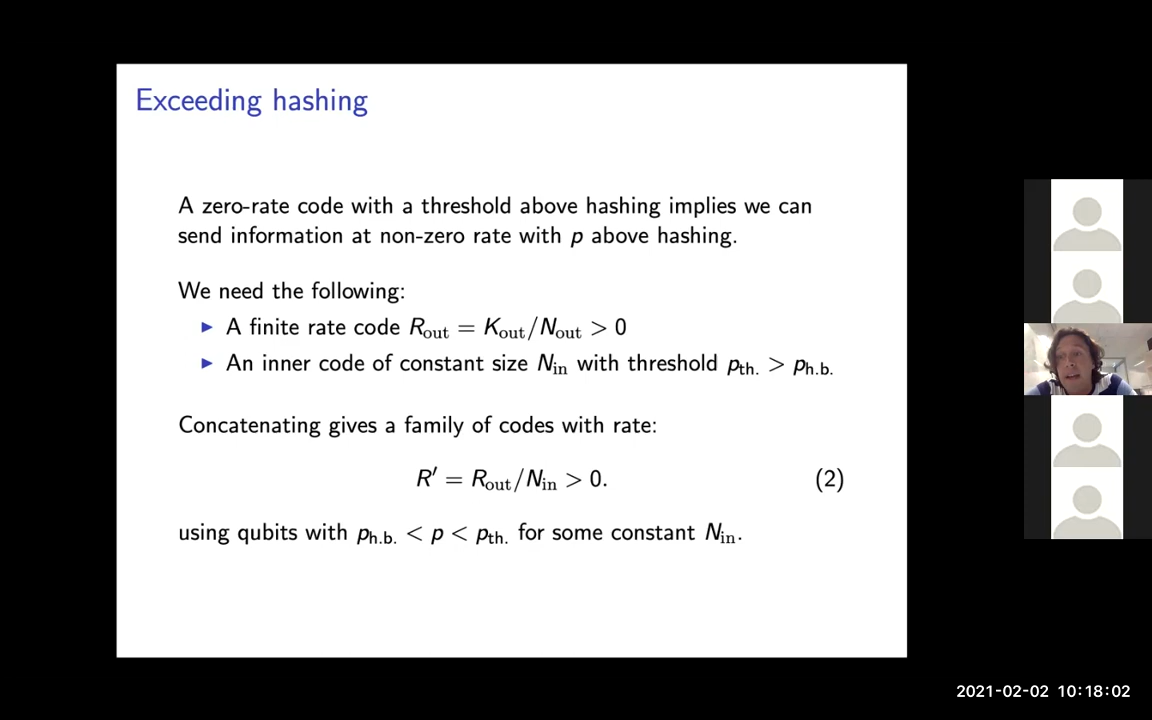 Exceeding hashing
A zero-rate code with a threshold above hashing implies we can
send information at non-zero rate with p above hashing.
We need the following:
▶ A finite rate code R_out = K_out/N_out > 0
▶ An inner code of constant size N_in with threshold p_th. > p_h.b.
Concatenating gives a family of codes with rate:
R′ = R_out/N_in > 0. (2)
using qubits with p_h.b. < p < p_th. for some constant N_in.
2021-02-02 10:18:02